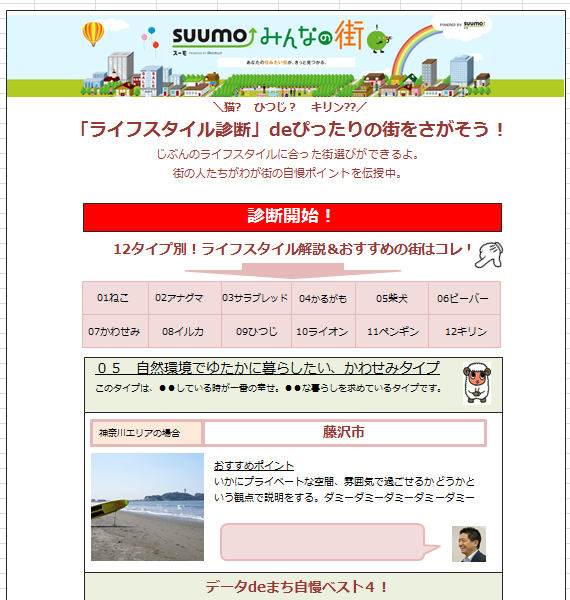 SUUMO みんなの街
スーモ
POWERED BY SUUMO
あなたの住みたい街が、きっと見つかる。
＼猫？　ひつじ？　キリン??／
「ライフスタイル診断」deぴったりの街をさがそう！
じぶんのライフスタイルに合った街選びができるよ。
街の人たちがわが街の自慢ポイントを伝授中。
診断開始！
12タイプ別！ライフスタイル解説＆おすすめの街はコレ！
01ねこ　02アナグマ　03サラブレッド　04かるがも　05柴犬　06ビーバー
07かわせみ　08イルカ　09ひつじ　10ライオン　11ペンギン　12キリン
０５　自然環境でゆたかに暮らしたい、かわせみタイプ
このタイプは、●●している時が一番の幸せ。●●な暮らしを求めているタイプです。
神奈川エリアの場合　藤沢市
おすすめポイント
いかにプライベートな空間、雰囲気で過ごせるかどうかと
いう観点で説明をする。ダミーダミーダミーダミーダミー
データdeまち自慢ベスト４！